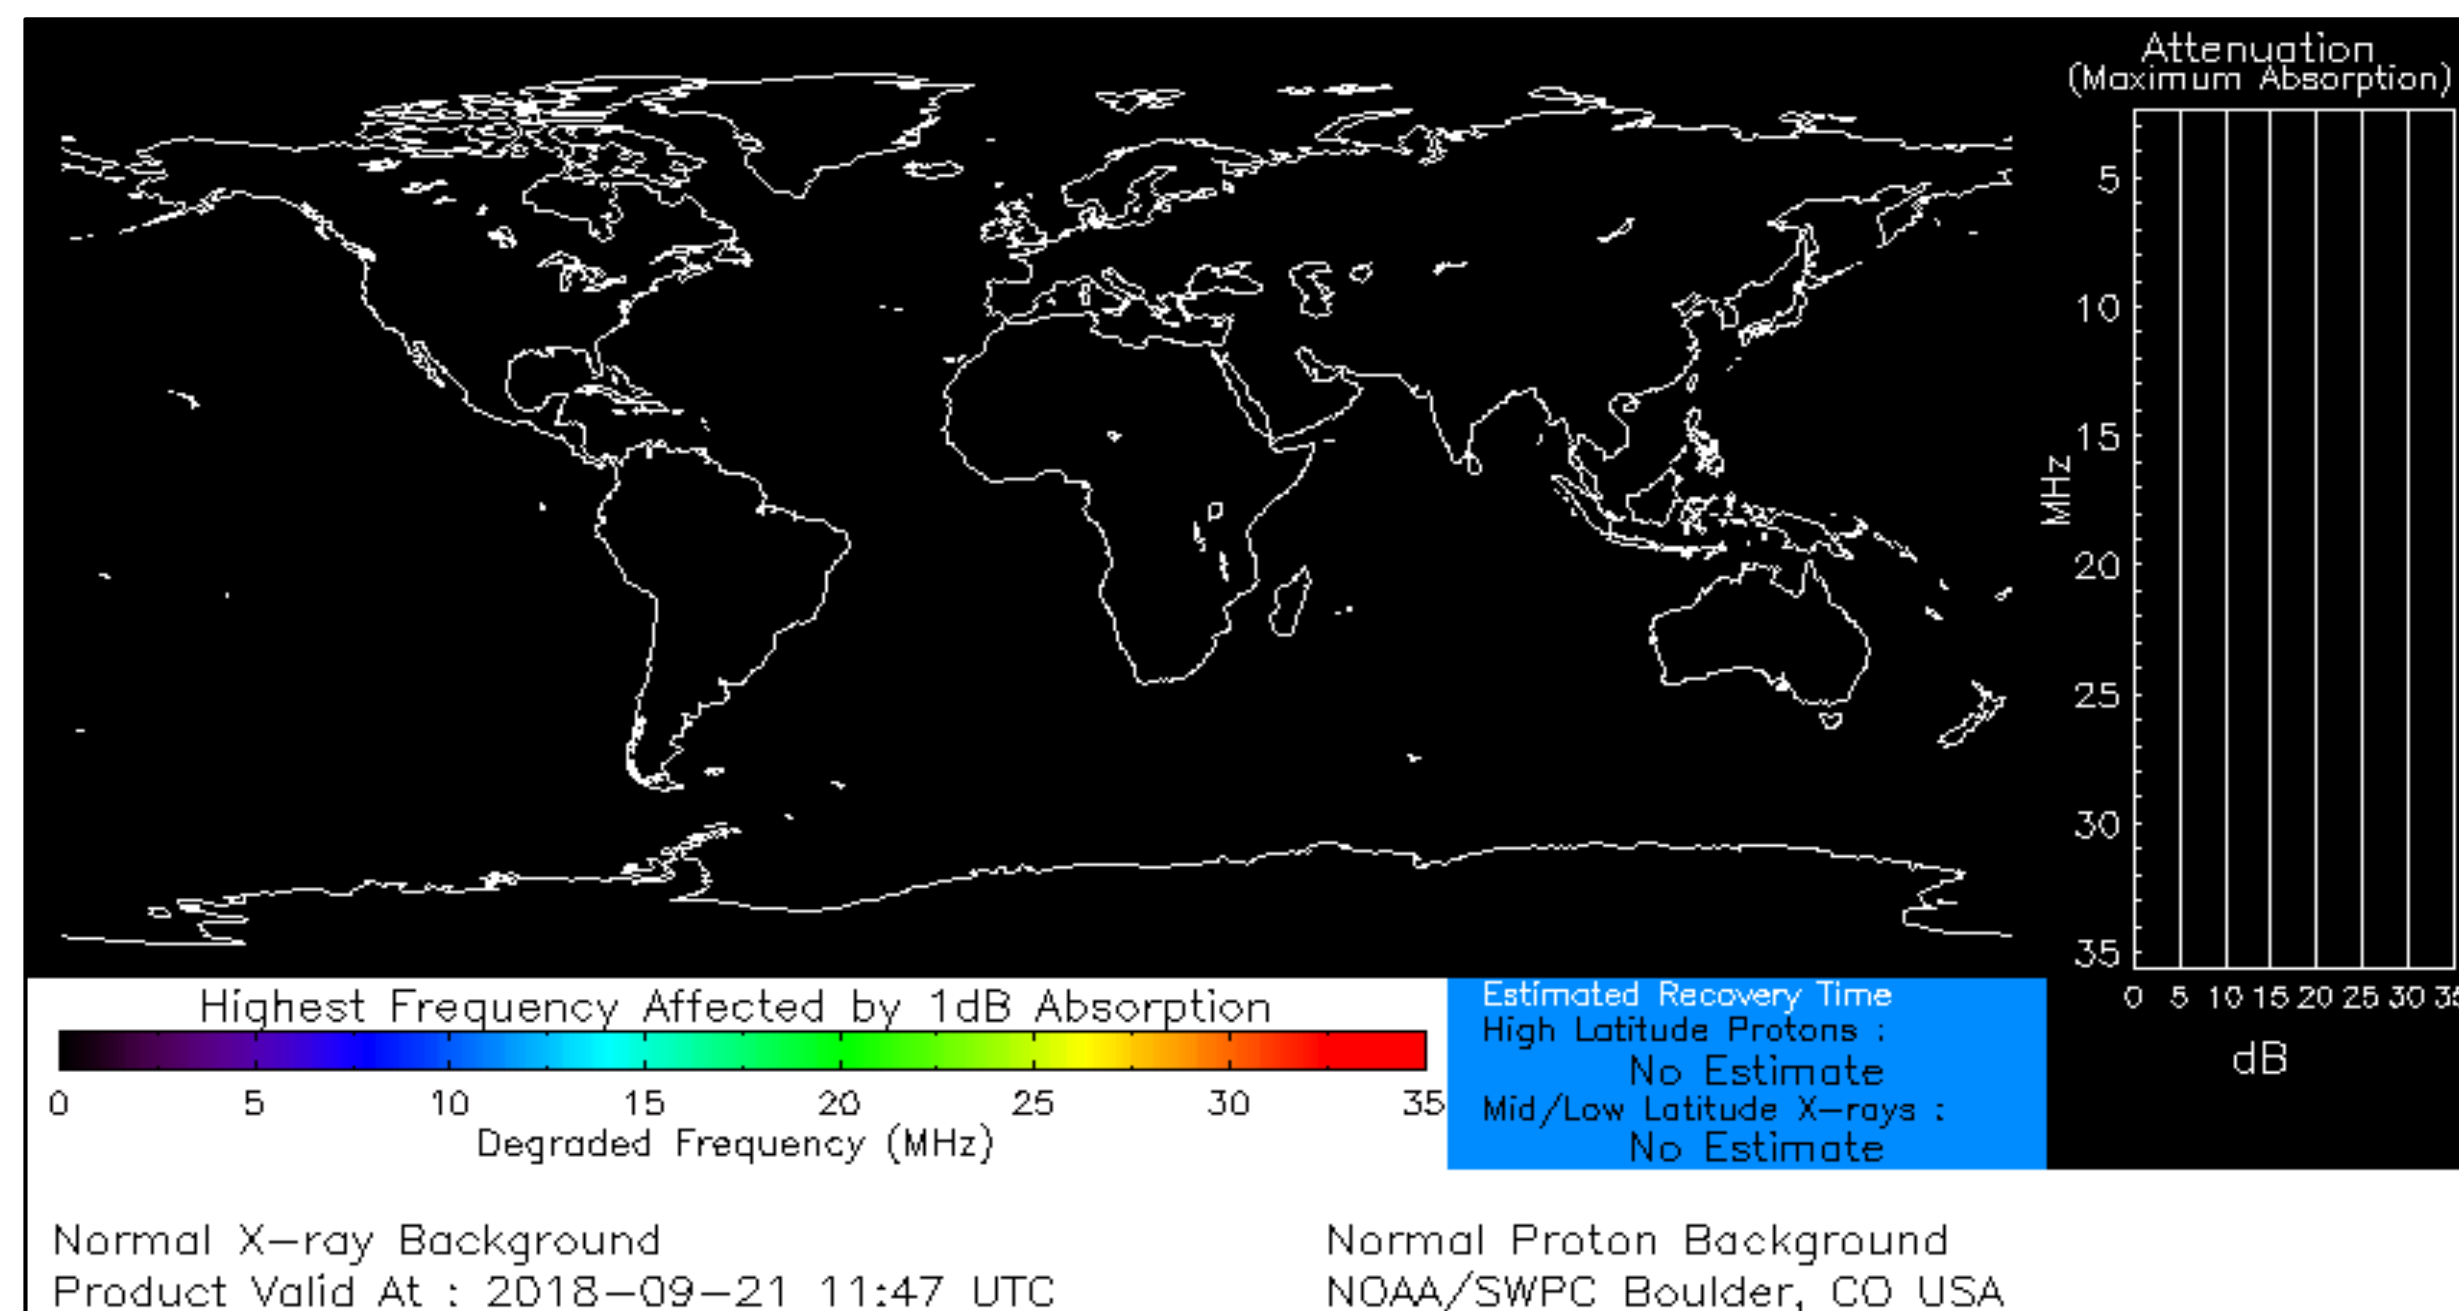 Attenuation
(Maximum Absorption)
5
10
15
20
25
30
35
MHz
0 5 10 15 20 25 30
dB
Highest Frequency Affected by 1dB Absorption
0 5 10 15 20 25 30 35
Degraded Frequency (MHz)
Estimated Recovery Time
High Latitude Protons :
No Estimate
Mid/Low Latitude X-rays :
No Estimate
Normal X-ray Background
Normal Proton Background
Product Valid At : 2018-09-21 11:47 UTC
NOAA/SWPC Boulder, CO USA